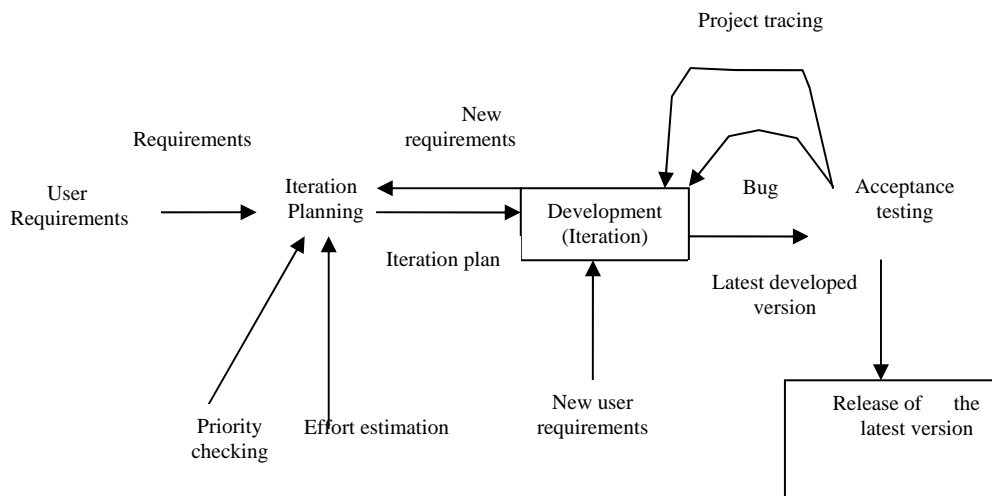 Project tracing
New
requirements
Requirements
User
Requirements
Iteration
Planning
Development
(Iteration)
Bug
Acceptance
testing
Iteration plan
Latest developed
version
Priority
checking
Effort estimation
New user
requirements
Release of the
latest version